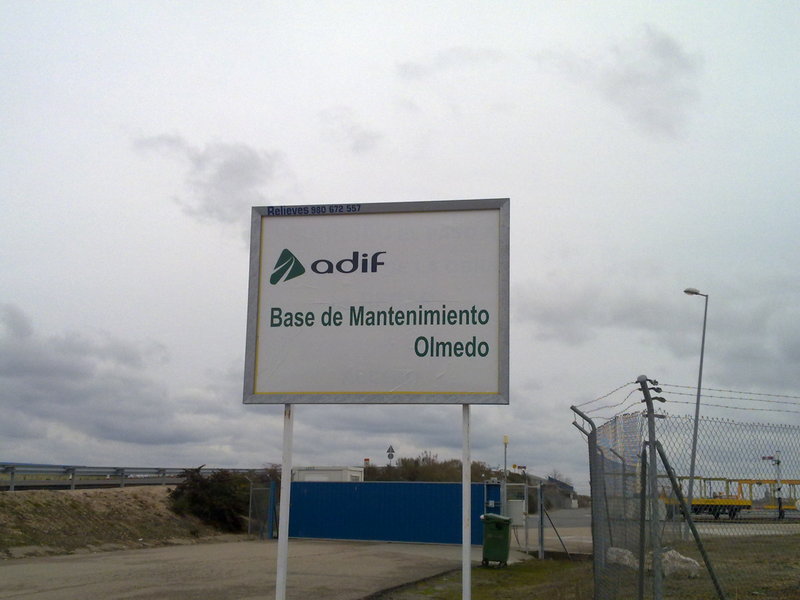 Relieves 980 672 557
adif
Base de Mantenimiento
Olmedo